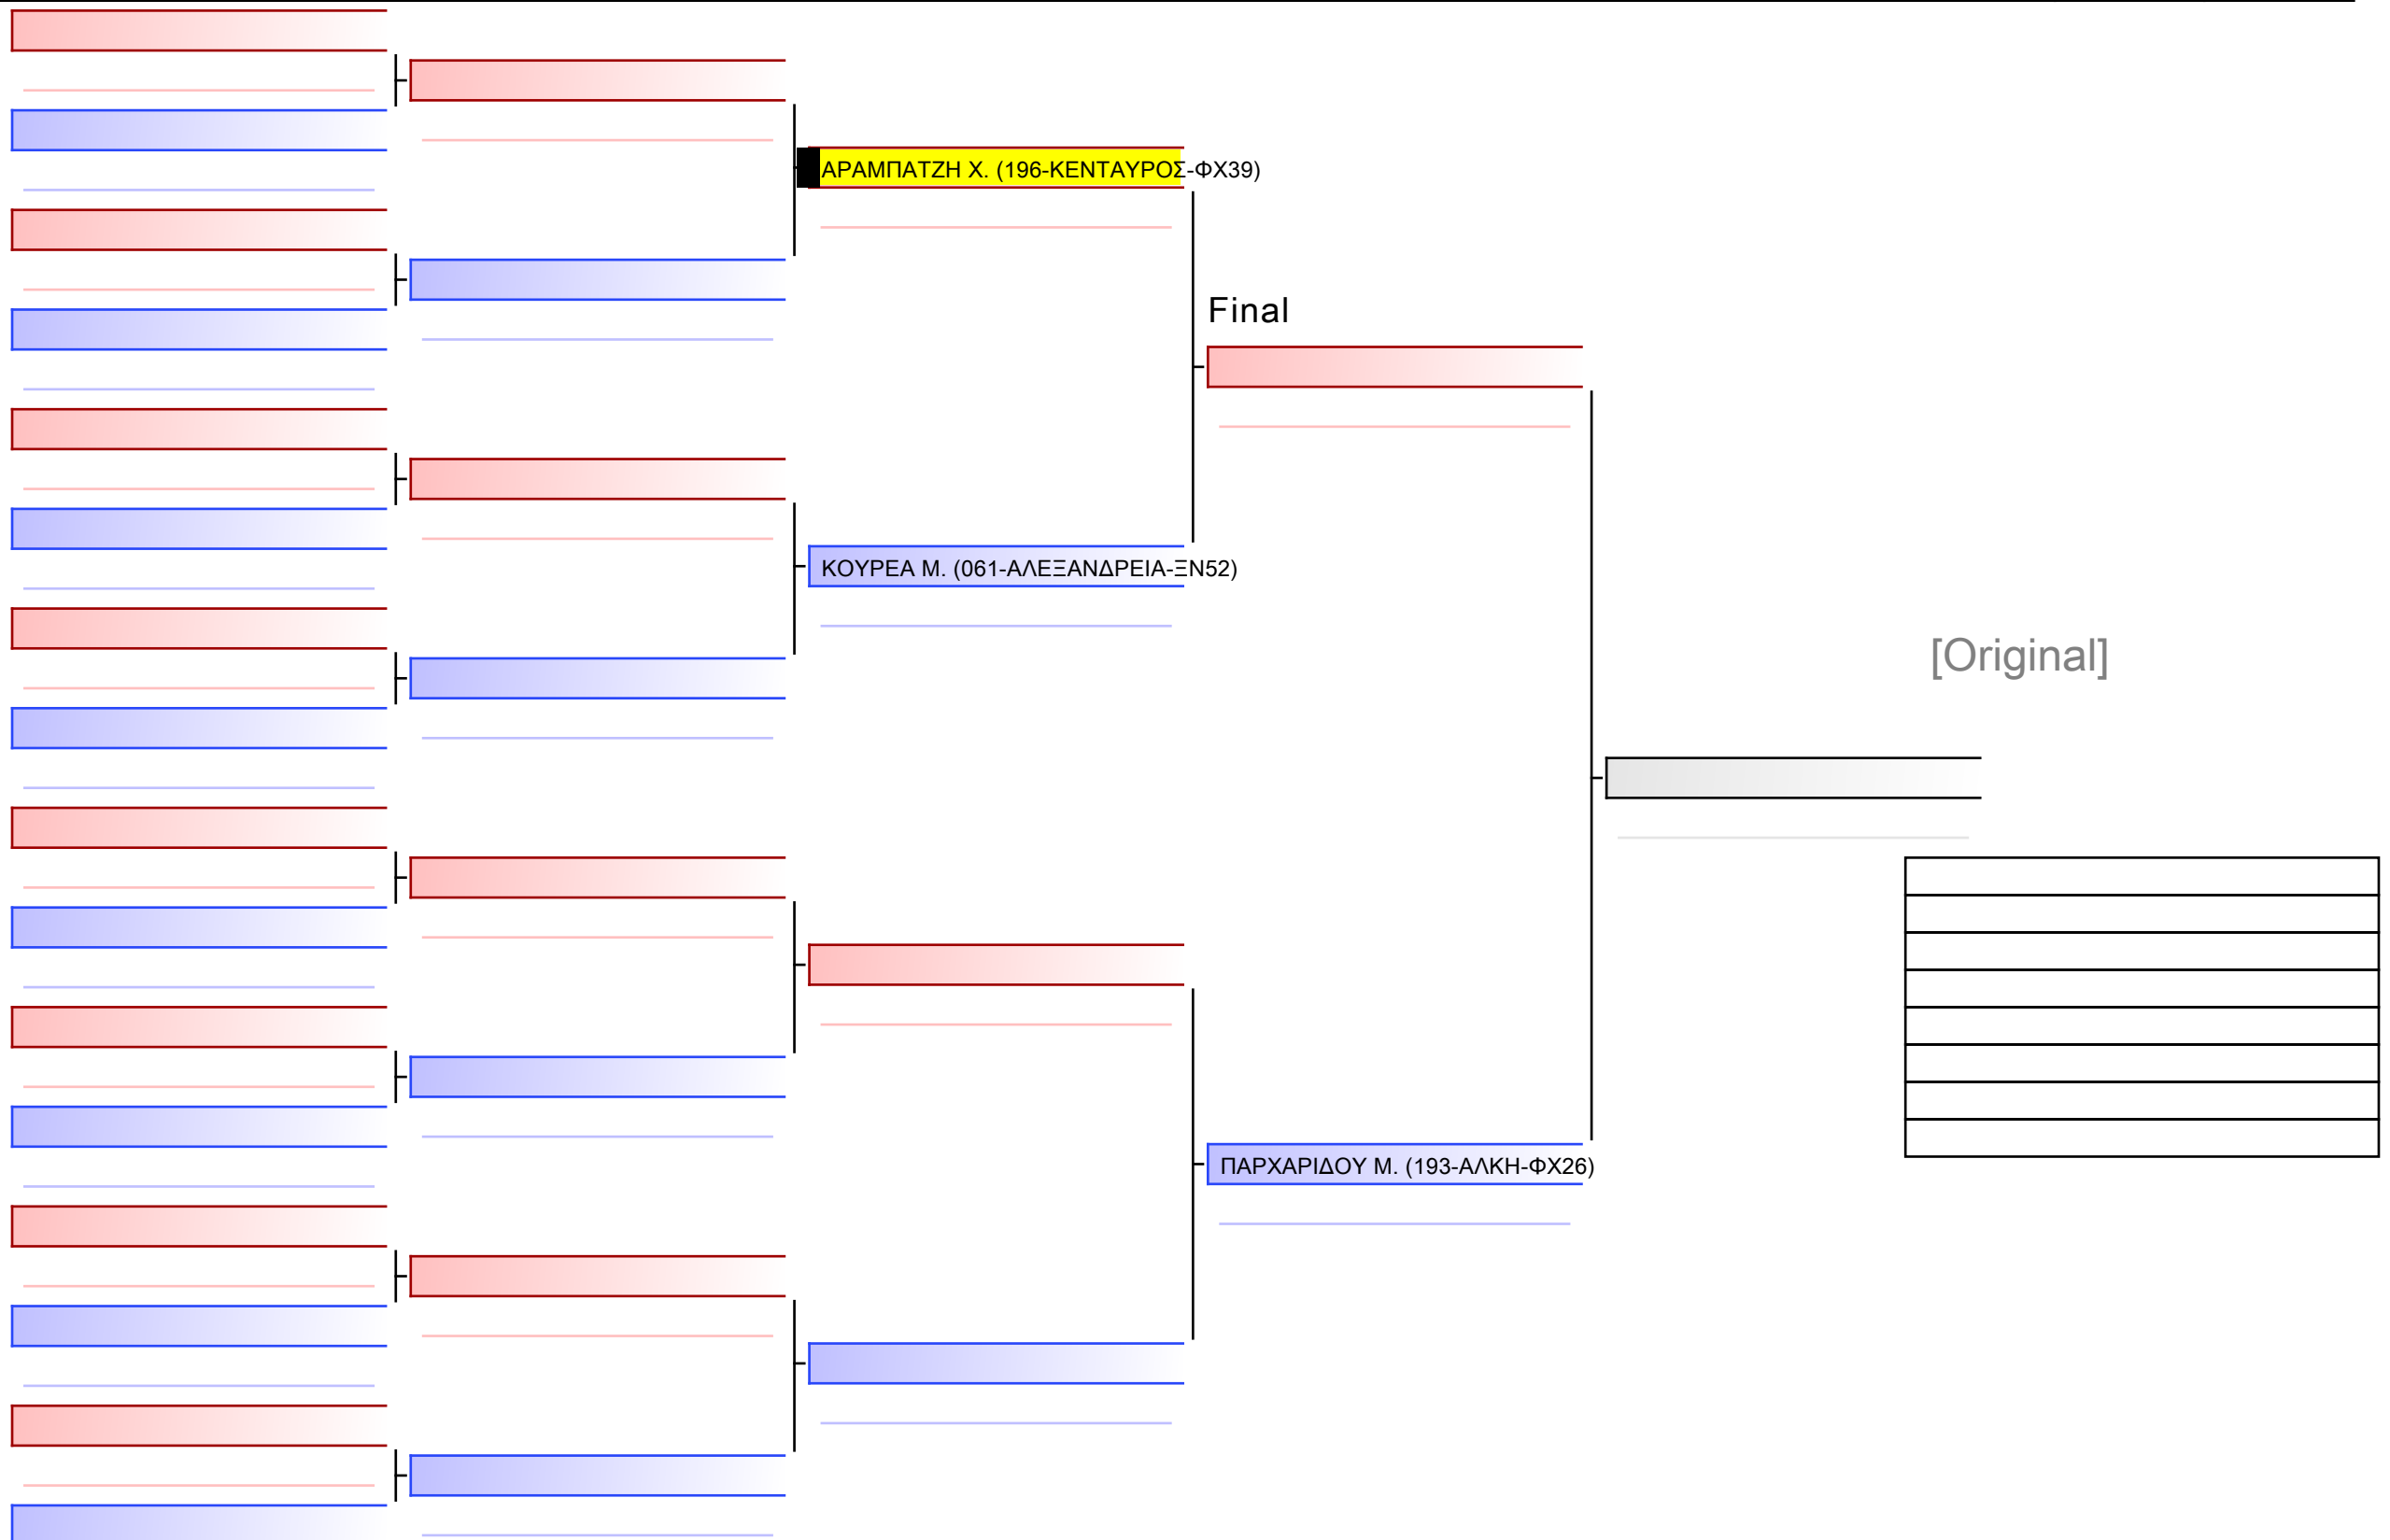 ΑΡΑΜΠΑΤΖΗ Χ. (196-ΚΕΝΤΑΥΡΟΣ-ΦΧ39)
Final
ΚΟΥΡΕΑ Μ. (061-ΑΛΕΞΑΝΔΡΕΙΑ-ΞΝ52)
[Original]
ΠΑΡΧΑΡΙΔΟΥ Μ. (193-ΑΛΚΗ-ΦΧ26)